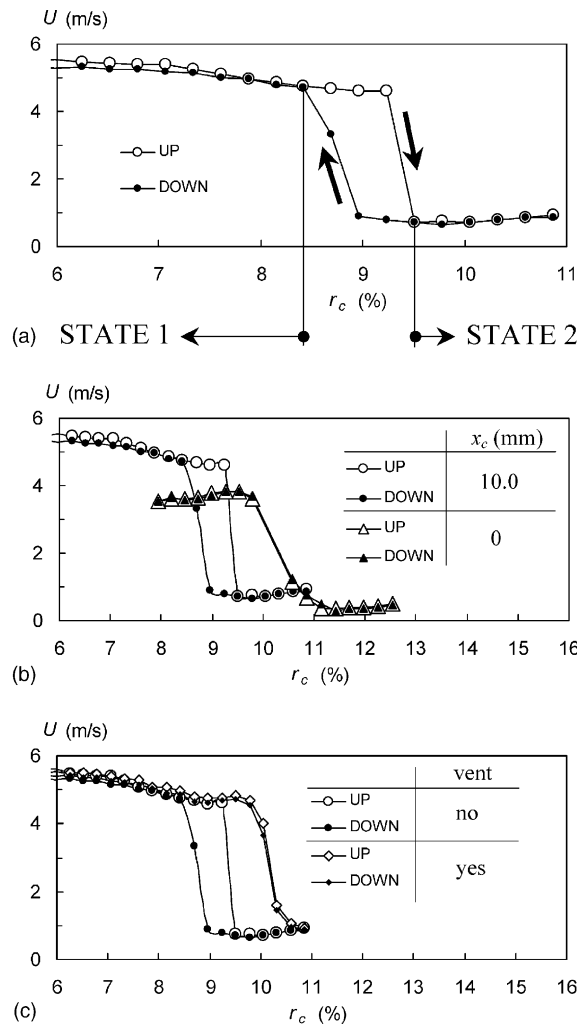 U (m/s)
6
4
2
0
UP
DOWN
6 7 8 9 10 11
r_c (%)
(a) STATE 1 STATE 2
U (m/s)
6
4
2
0
x_c (mm)
UP
DOWN
10.0
UP
DOWN
0
6 7 8 9 10 11 12 13 14 15 16
(b)
r_c (%)
U (m/s)
6
4
2
0
vent
UP
DOWN
no
UP
DOWN
yes
6 7 8 9 10 11 12 13 14 15 16
(c)
r_c (%)